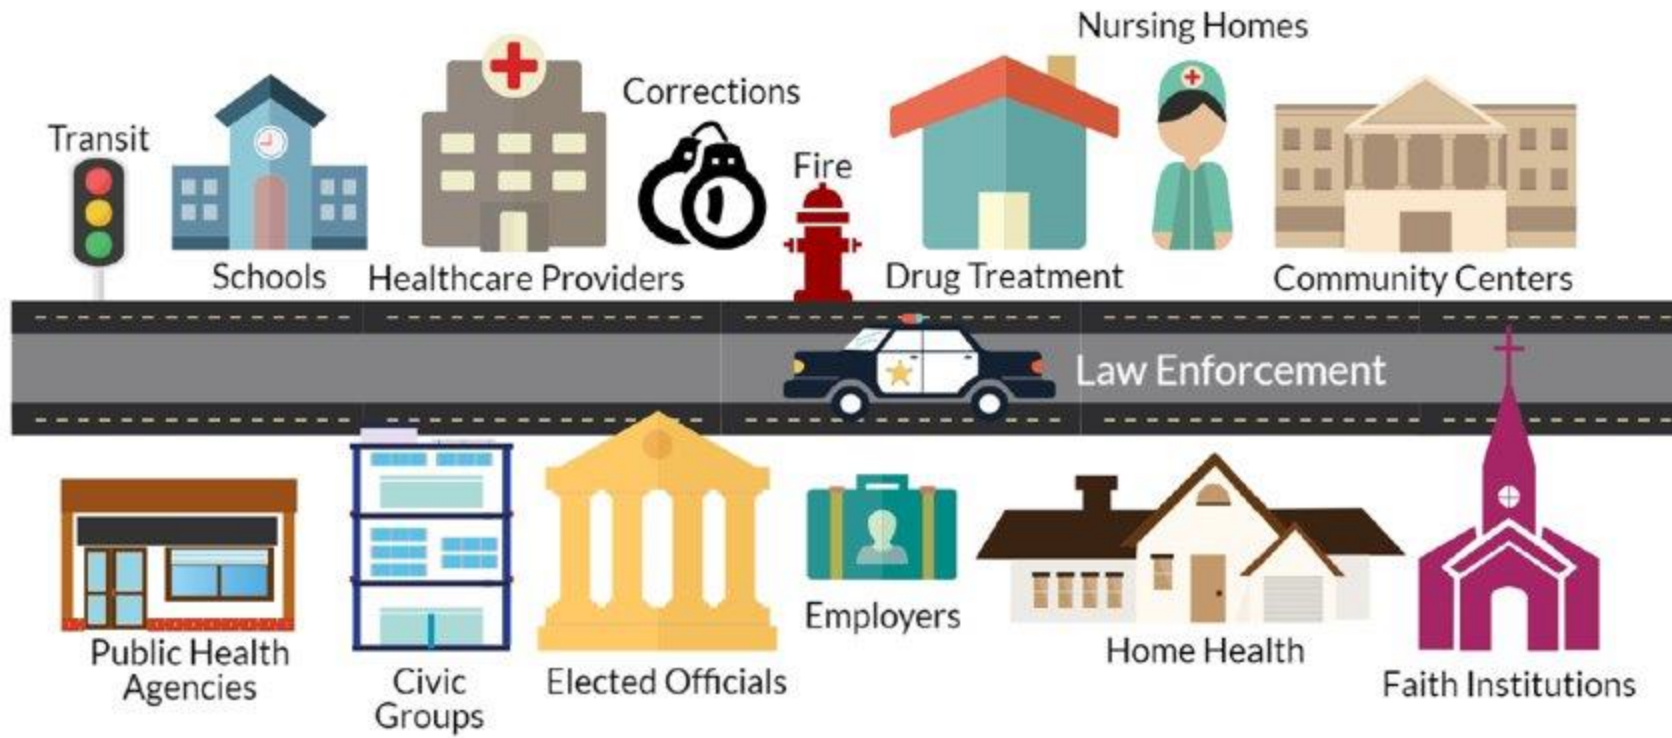 Nursing Homes
Corrections
Transit
Fire
Schools
Healthcare Providers
Drug Treatment
Community Centers
Law Enforcement
Employers
Public Health
Agencies
Civic
Groups
Elected Officials
Home Health
Faith Institutions